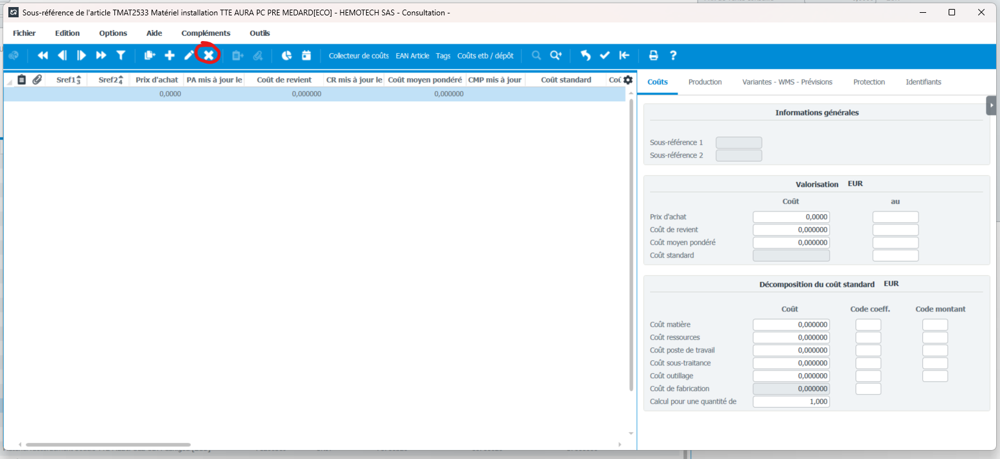 Sous-référence de l'article TMAT2533 Matériel installation TTE AURA PC PRE MEDARD[ECO] - HEMOTECH SAS - Consultation -
Fichier Edition Options Aide Compléments Outils
Collecteur de coûts EAN Article Tags Coûts etb / dépôt
Sref1 3 Sref2 4 Prix d'achat PA mis à jour le Coût de revient CR mis à jour le Coût moyen pondéré CMP mis à jour Coût standard Coû
0,0000 0,000000 0,000000
Coûts Production Variantes - WMS - Prévisions Protection Identifiants
Informations générales
Sous-référence 1
Sous-référence 2
Valorisation EUR
Coût au
Prix d'achat 0,0000
Coût de revient 0,000000
Coût moyen pondéré 0,000000
Coût standard
Décomposition du coût standard EUR
Coût Code coeff. Code montant
Coût matière 0,000000
Coût ressources 0,000000
Coût poste de travail 0,000000
Coût sous-traitance 0,000000
Coût outillage 0,000000
Coût de fabrication 0,000000
Calcul pour une quantité de 1,000